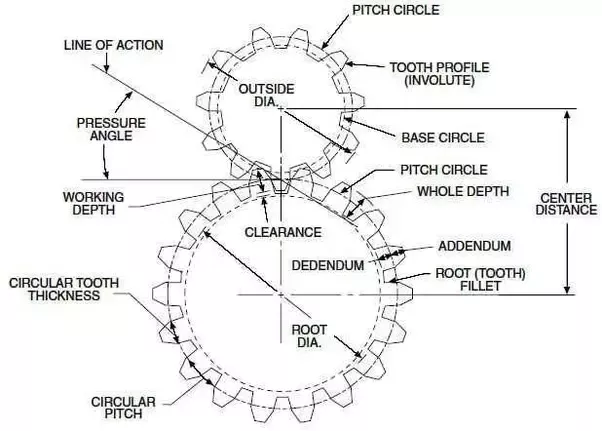 PITCH CIRCLE
LINE OF ACTION
TOOTH PROFILE
(INVOLUTE)
OUTSIDE
DIA.
PRESSURE
ANGLE
BASE CIRCLE
PITCH CIRCLE
WORKING
DEPTH
WHOLE DEPTH
CENTER
DISTANCE
CLEARANCE
ADDENDUM
DEDENDUM
ROOT (TOOTH)
FILLET
CIRCULAR TOOTH
THICKNESS
ROOT
DIA.
CIRCULAR
PITCH